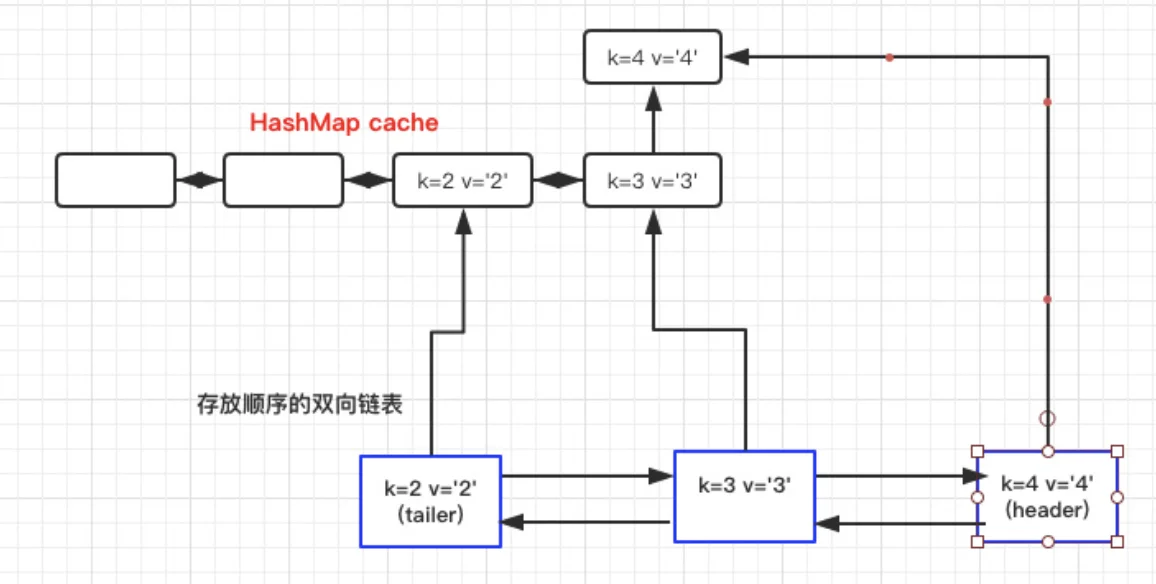 k=4 v='4'
HashMap cache
k=2 v='2'
k=3 v='3'
存放顺序的双向链表
k=2 v='2'
(tailer)
k=3 v='3'
k=4 v='4'
(header)